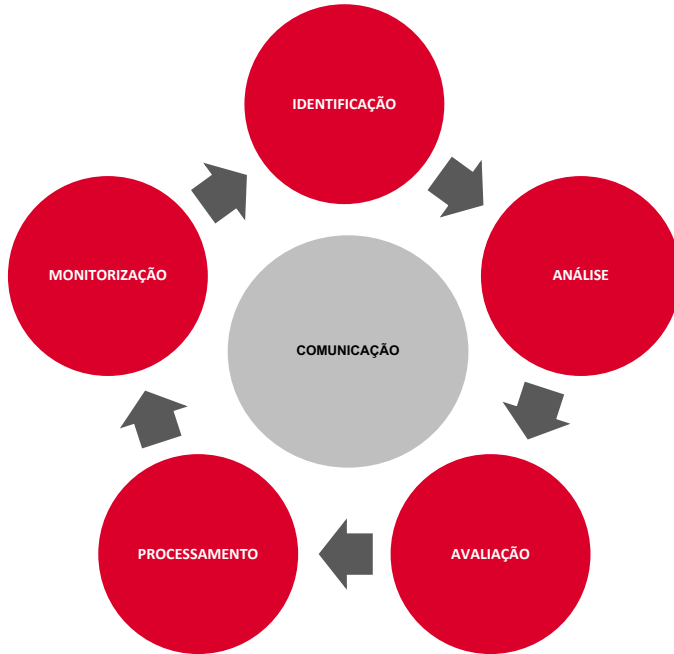 IDENTIFICAÇÃO
MONITORIZAÇÃO
ANÁLISE
COMUNICAÇÃO
PROCESSAMENTO
AVALIAÇÃO